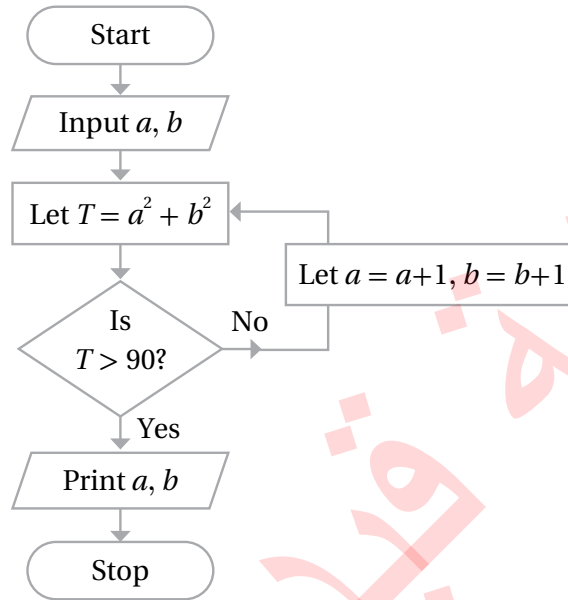 Start
Input a, b
Let T = a² + b²
Let a = a+1, b = b+1
Is
T > 90?
No
Yes
Print a, b
Stop